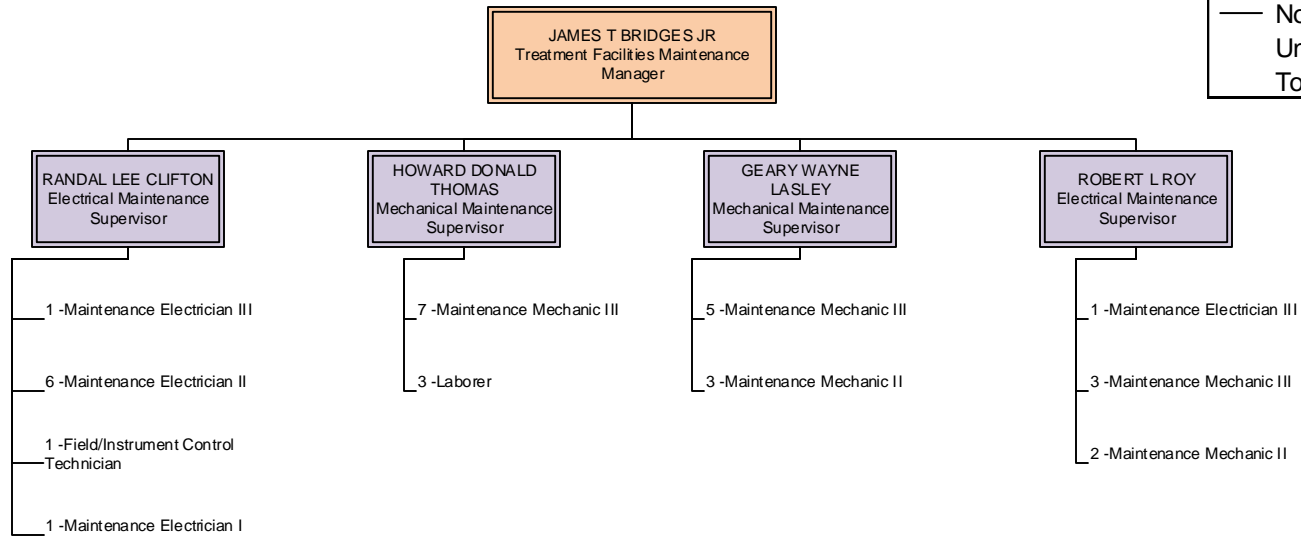 JAMES T BRIDGES JR
Treatment Facilities Maintenance
Manager
RANDAL LEE CLIFTON
Electrical Maintenance
Supervisor
1 -Maintenance Electrician III
6 -Maintenance Electrician II
1 -Field/Instrument Control
Technician
1 -Maintenance Electrician I
HOWARD DONALD
THOMAS
Mechanical Maintenance
Supervisor
7 -Maintenance Mechanic III
3 -Laborer
GEARY WAYNE
LASLEY
Mechanical Maintenance
Supervisor
5 -Maintenance Mechanic III
3 -Maintenance Mechanic II
ROBERT L ROY
Electrical Maintenance
Supervisor
1 -Maintenance Electrician III
3 -Maintenance Mechanic III
2 -Maintenance Mechanic II